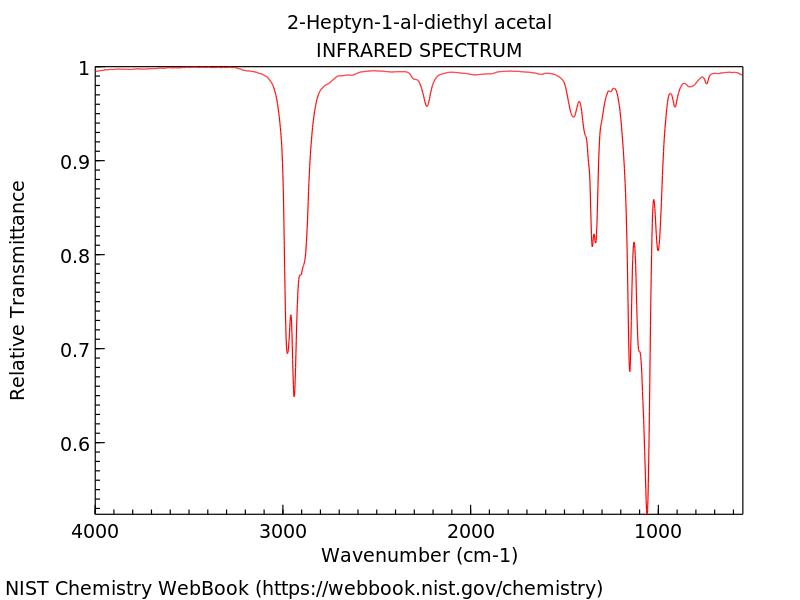 2-Heptyn-1-al-diethyl acetal
INFRARED SPECTRUM
1
0.9
0.8
0.7
0.6
Relative Transmittance
4000 3000 2000 1000
Wavenumber (cm-1)
NIST Chemistry WebBook (https://webbook.nist.gov/chemistry)